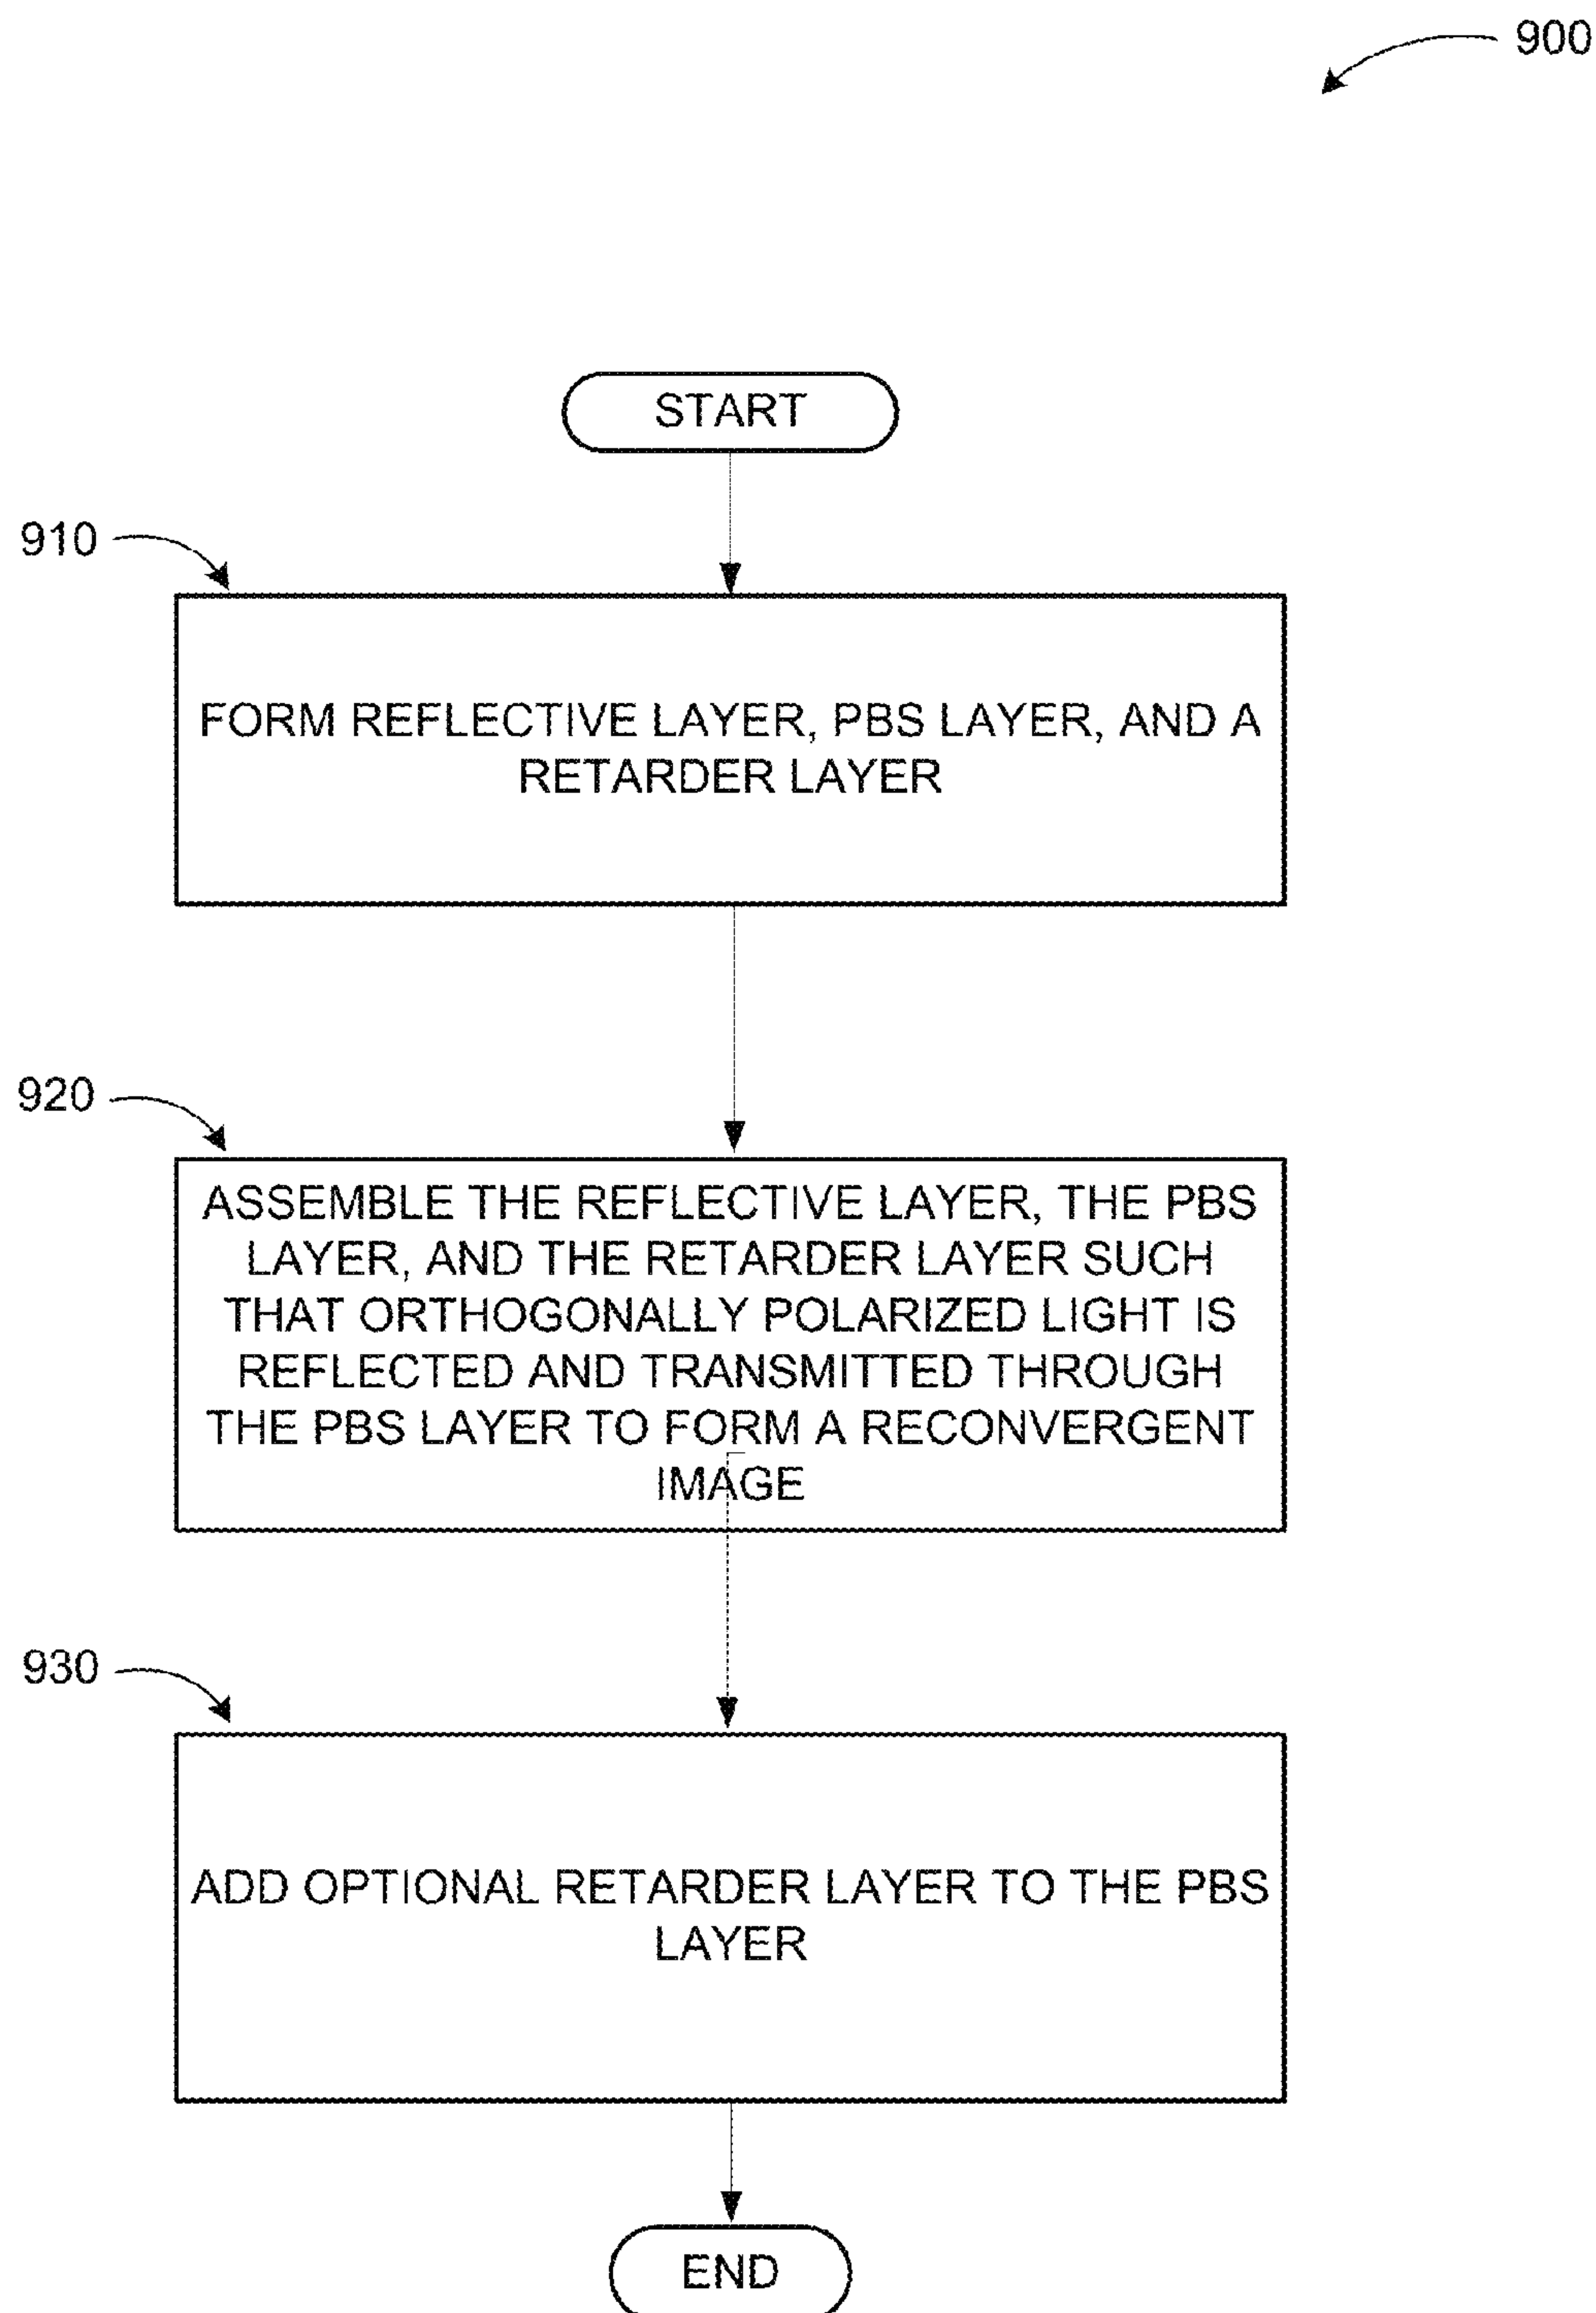 900
START
910
FORM REFLECTIVE LAYER, PBS LAYER, AND A
RETARDER LAYER
920
ASSEMBLE THE REFLECTIVE LAYER, THE PBS
LAYER, AND THE RETARDER LAYER SUCH
THAT ORTHOGONALLY POLARIZED LIGHT IS
REFLECTED AND TRANSMITTED THROUGH
THE PBS LAYER TO FORM A RECONVERGENT
IMAGE
930
ADD OPTIONAL RETARDER LAYER TO THE PBS
LAYER
END